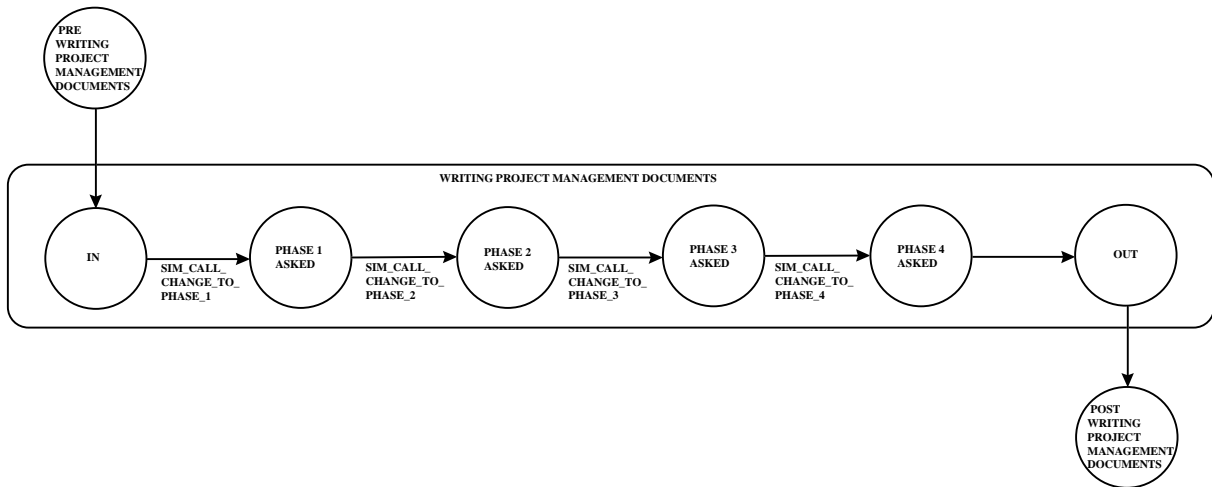 PRE
WRITING
PROJECT
MANAGEMENT
DOCUMENTS
WRITING PROJECT MANAGEMENT DOCUMENTS
IN
SIM_CALL_
CHANGE_TO_
PHASE_1
PHASE 1
ASKED
SIM_CALL_
CHANGE_TO_
PHASE_2
PHASE 2
ASKED
SIM_CALL_
CHANGE_TO_
PHASE_3
PHASE 3
ASKED
SIM_CALL_
CHANGE_TO_
PHASE_4
PHASE 4
ASKED
OUT
POST
WRITING
PROJECT
MANAGEMENT
DOCUMENTS